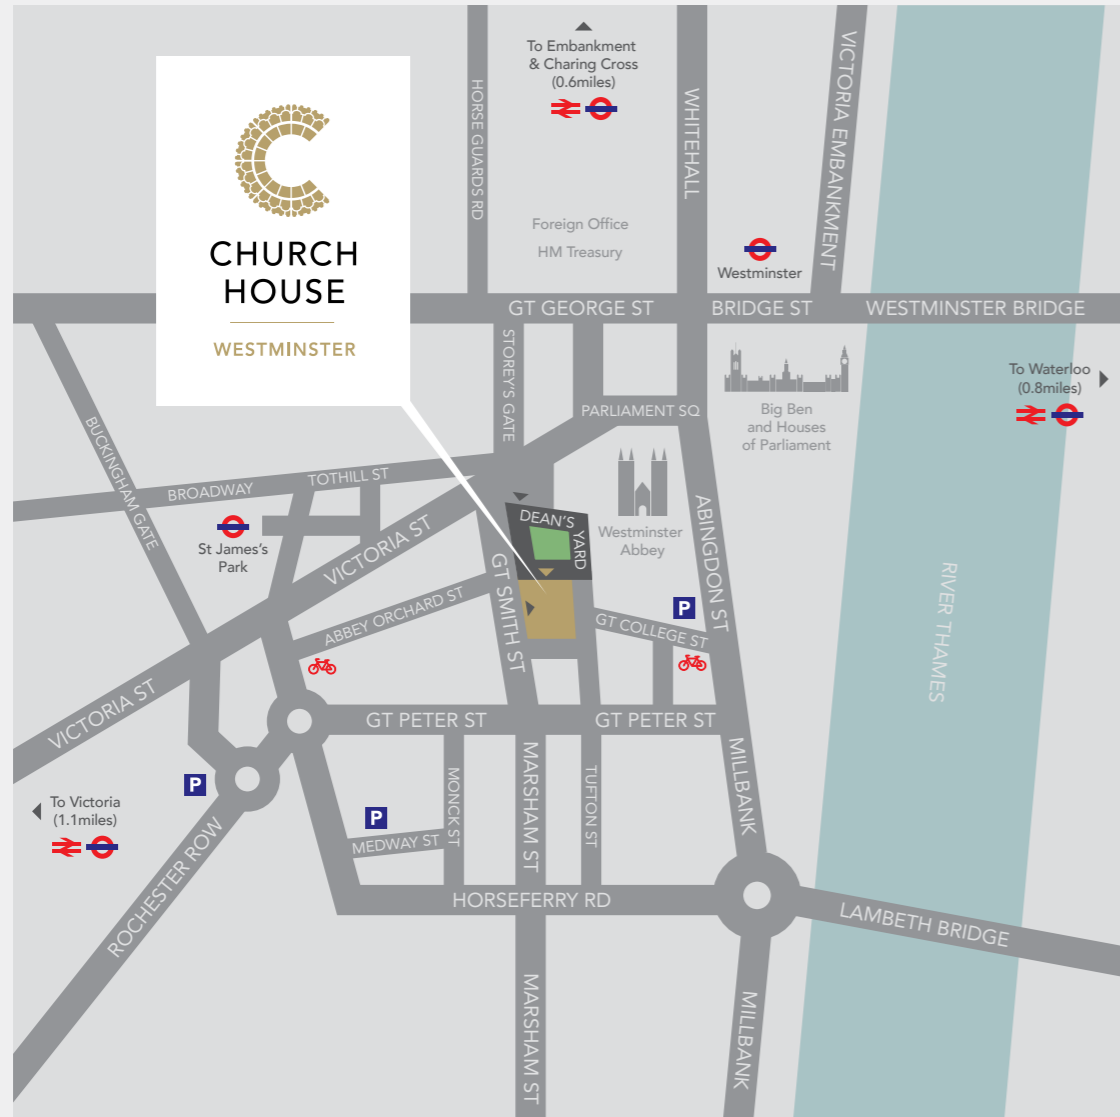 To Embankment
& Charing Cross
(0.6miles)
HORSE GUARDS RD
WHITEHALL
VICTORIA EMBANKMENT
CHURCH
HOUSE
WESTMINSTER
Foreign Office
HM Treasury
Westminster
GT GEORGE ST
BRIDGE ST
WESTMINSTER BRIDGE
STOREY'S GATE
To Waterloo
(0.8miles)
PARLIAMENT SQ
Big Ben
and Houses
of Parliament
BUCKINGHAM GATE
BROADWAY
TOTHILL ST
St James's
Park
VICTORIA ST
DEAN'S
YARD
Westminster
Abbey
ABINGDON ST
RIVER THAMES
GT SMITH ST
ABBEY ORCHARD ST
P
GT COLLEGE ST
VICTORIA ST
GT PETER ST
GT PETER ST
P
To Victoria
(1.1miles)
MONCK ST
MARSHAM ST
TUFTON ST
MILLBANK
P
MEDWAY ST
ROCHESTER ROW
HORSEFERRY RD
LAMBETH BRIDGE
MARSHAM ST
MILLBANK